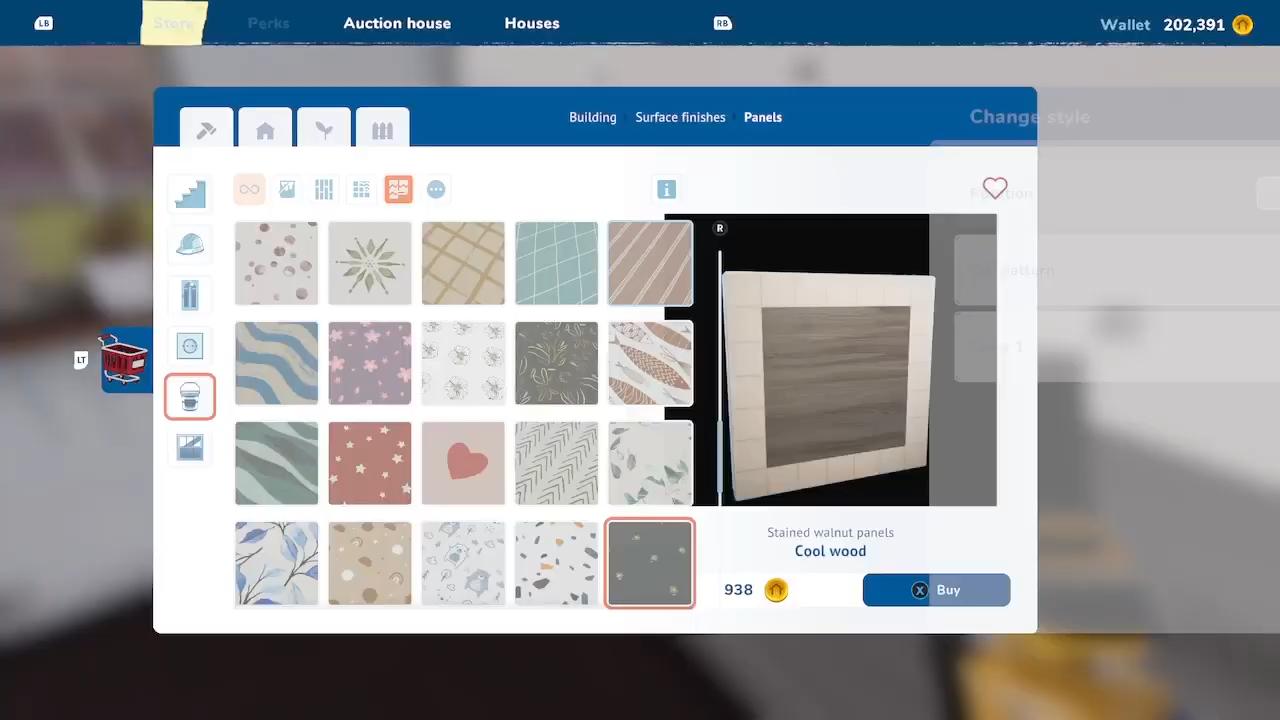 LB
Store
Perks
Auction house
Houses
RB
Wallet 202,391
Building
Surface finishes
Panels
Change style
R
LT
Stained walnut panels
Cool wood
938
X Buy